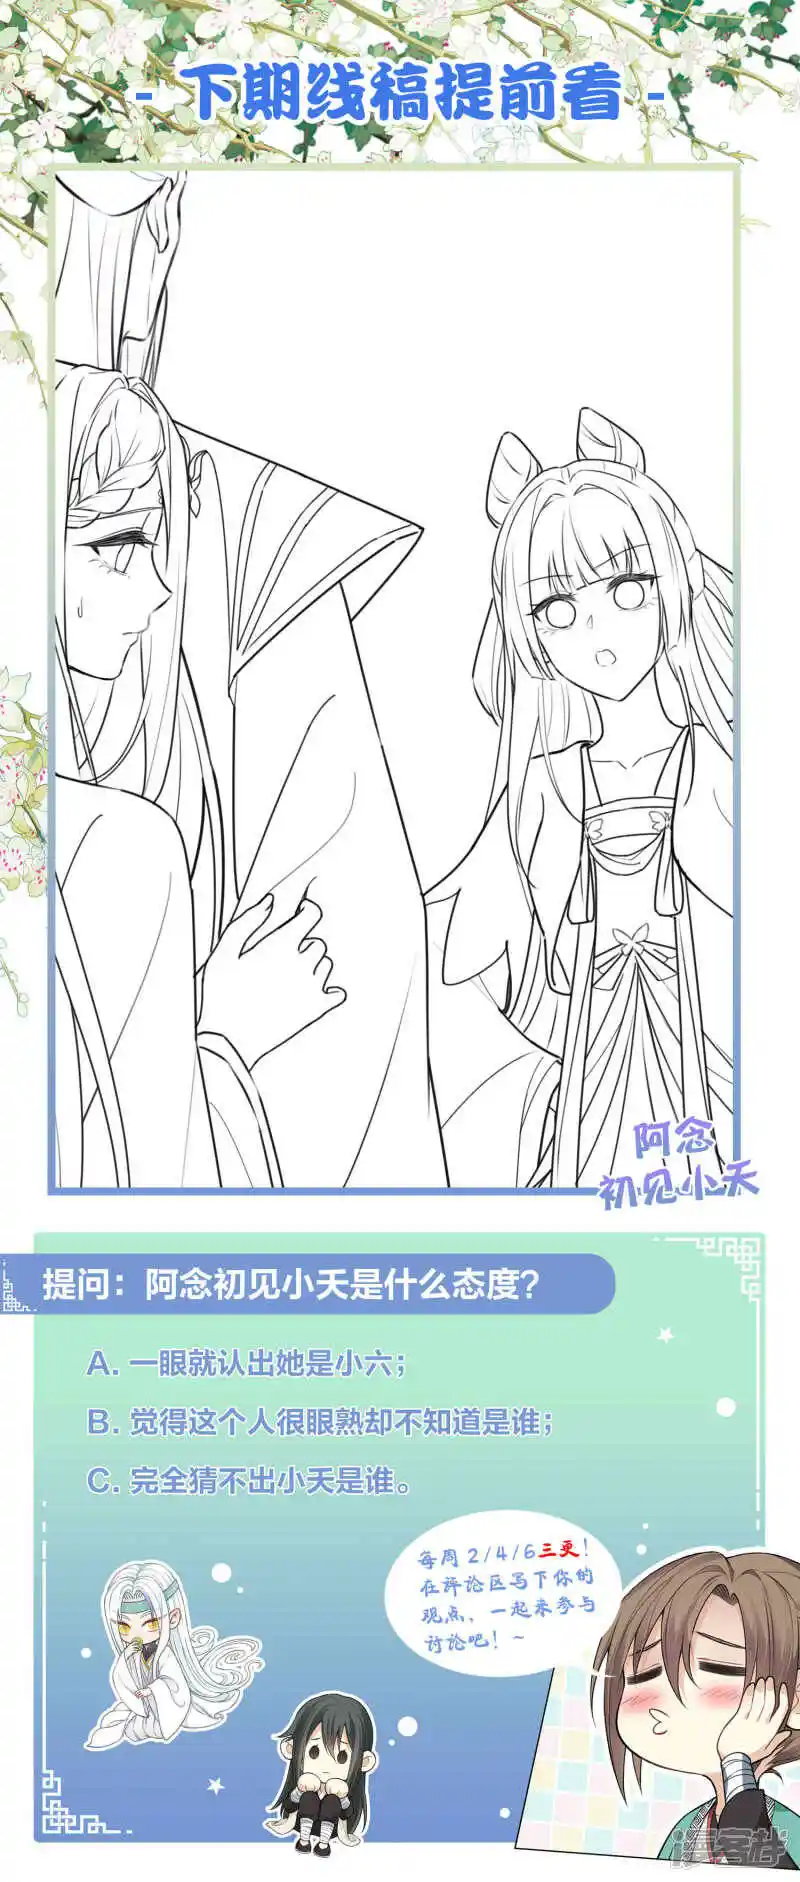 - 下期线稿提前看 -
阿念
初见小夭
提问：阿念初见小夭是什么态度？
A. 一眼就认出她是小六；
B. 觉得这个人很眼熟却不知道是谁；
C. 完全猜不出小夭是谁。
每周 2/4/6三更！
在评论区写下你的
观点，一起来参与
讨论吧！~
漫客栈